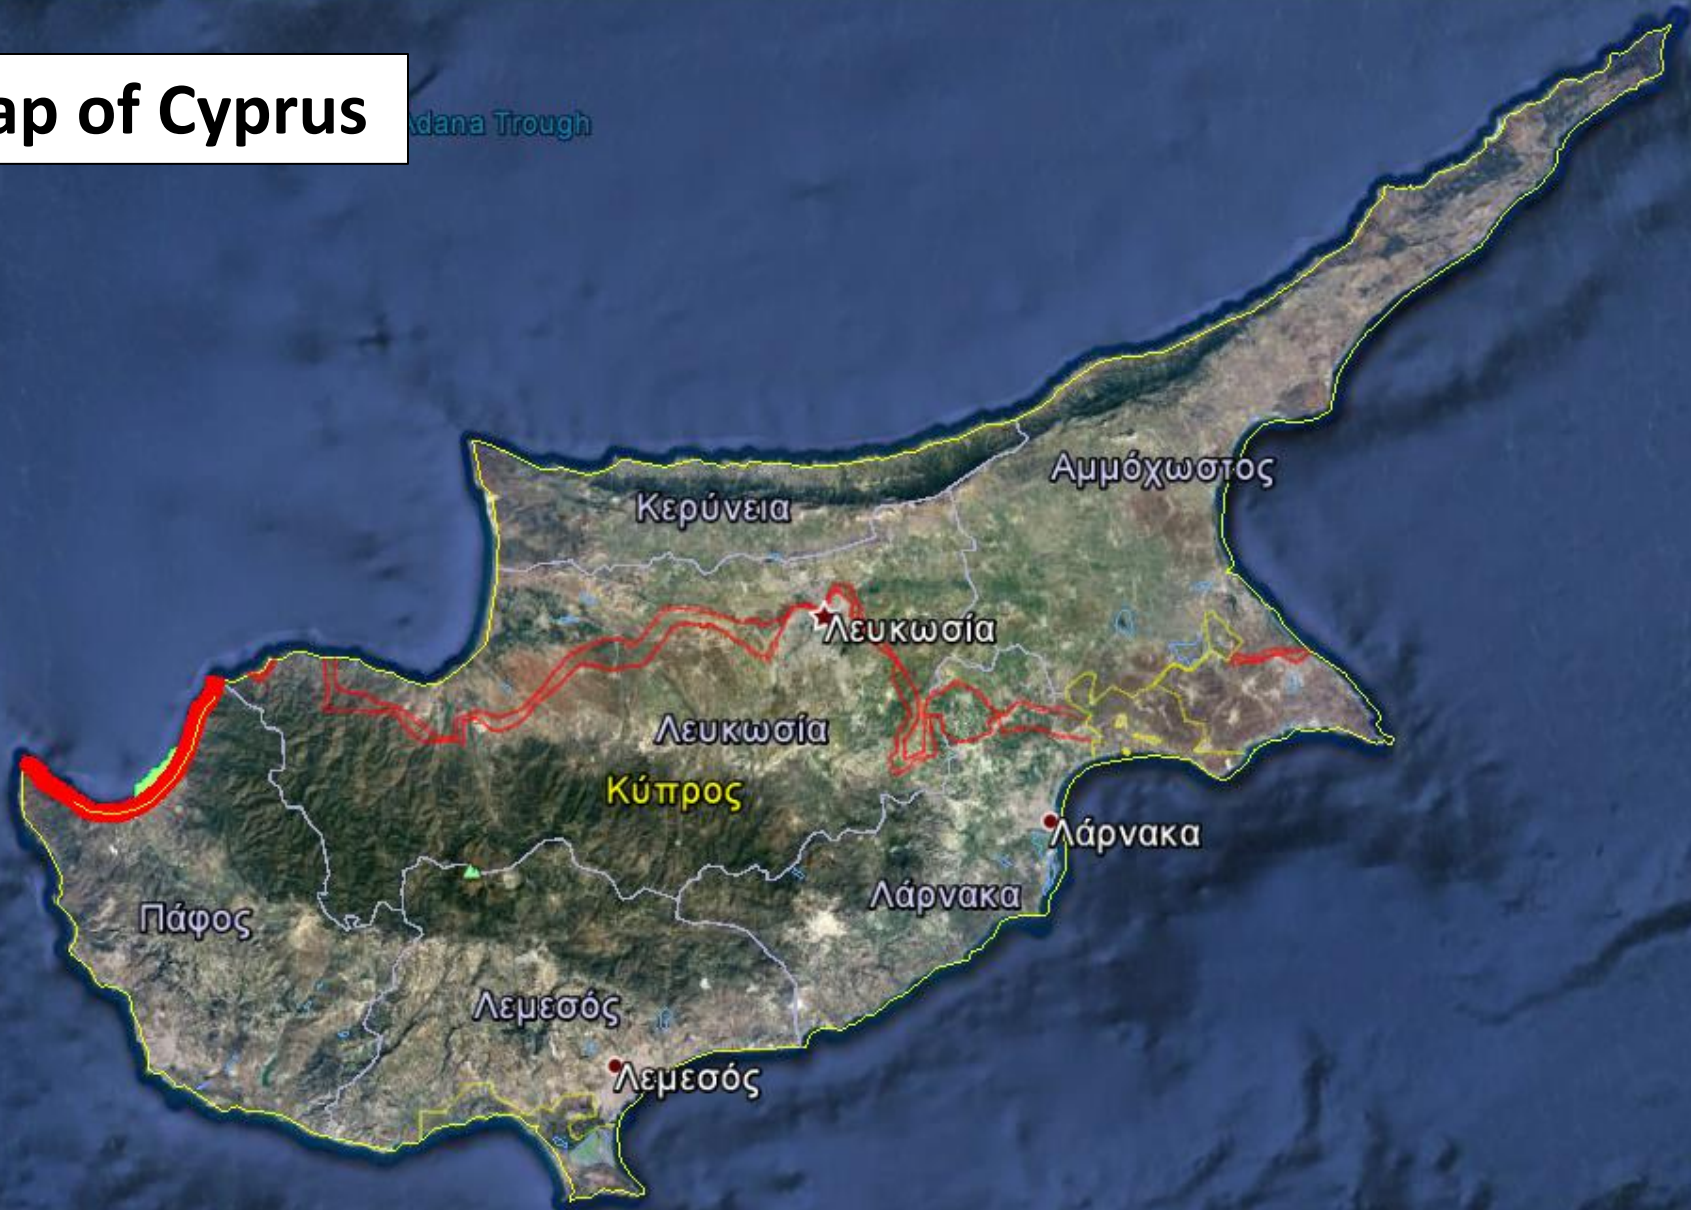 ap of Cyprus
Adana Trough
Αμμόχωστος
Κερύνεια
Λευκωσία
Λευκωσία
Κύπρος
Λάρνακα
Λάρνακα
Πάφος
Λεμεσός
Λεμεσός